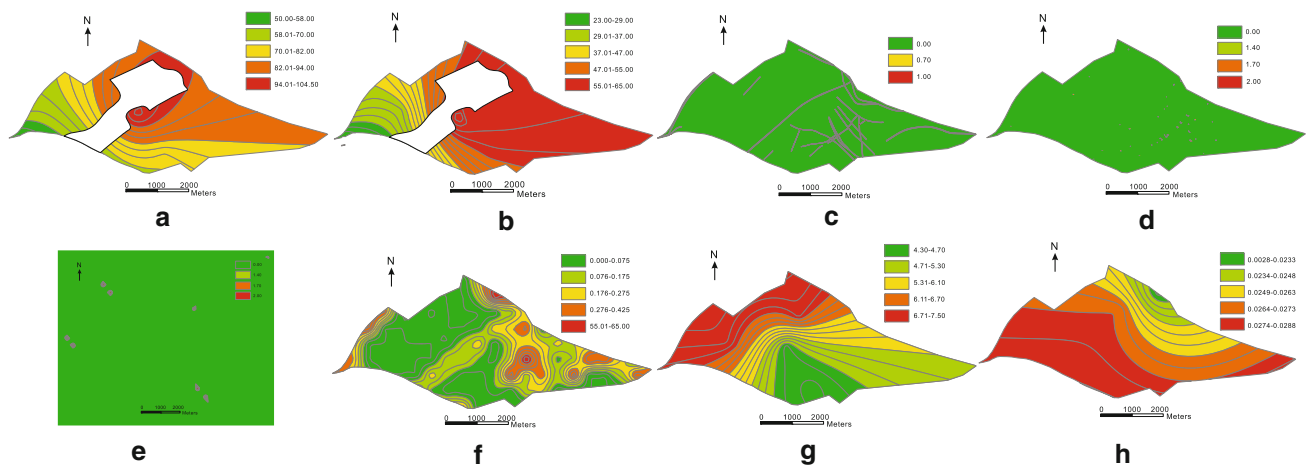 N
50.00-58.00
58.01-70.00
70.01-82.00
82.01-94.00
94.01-104.50
0 1000 2000
Meters
a
N
23.00-29.00
29.01-37.00
37.01-47.00
47.01-55.00
55.01-65.00
0 1000 2000
Meters
b
N
0.00
0.70
1.00
0 1000 2000
Meters
c
N
0.00
1.40
1.70
2.00
0 1000 2000
Meters
d
N
0 1000 2000
Meters
e
N
0.000-0.075
0.076-0.175
0.176-0.275
0.276-0.425
55.01-65.00
0 1000 2000
Meters
f
N
4.30-4.70
4.71-5.30
5.31-6.10
6.11-6.70
6.71-7.50
0 1000 2000
Meters
g
N
0.0028-0.0233
0.0234-0.0248
0.0249-0.0263
0.0264-0.0273
0.0274-0.0288
0 1000 2000
Meters
h